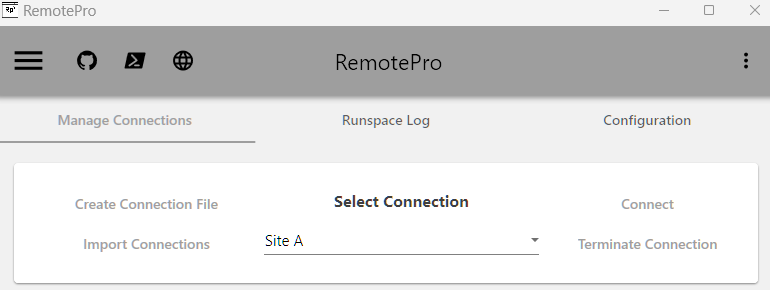 RemotePro
RemotePro
Manage Connections
Runspace Log
Configuration
Create Connection File
Select Connection
Connect
Import Connections
Site A
Terminate Connection